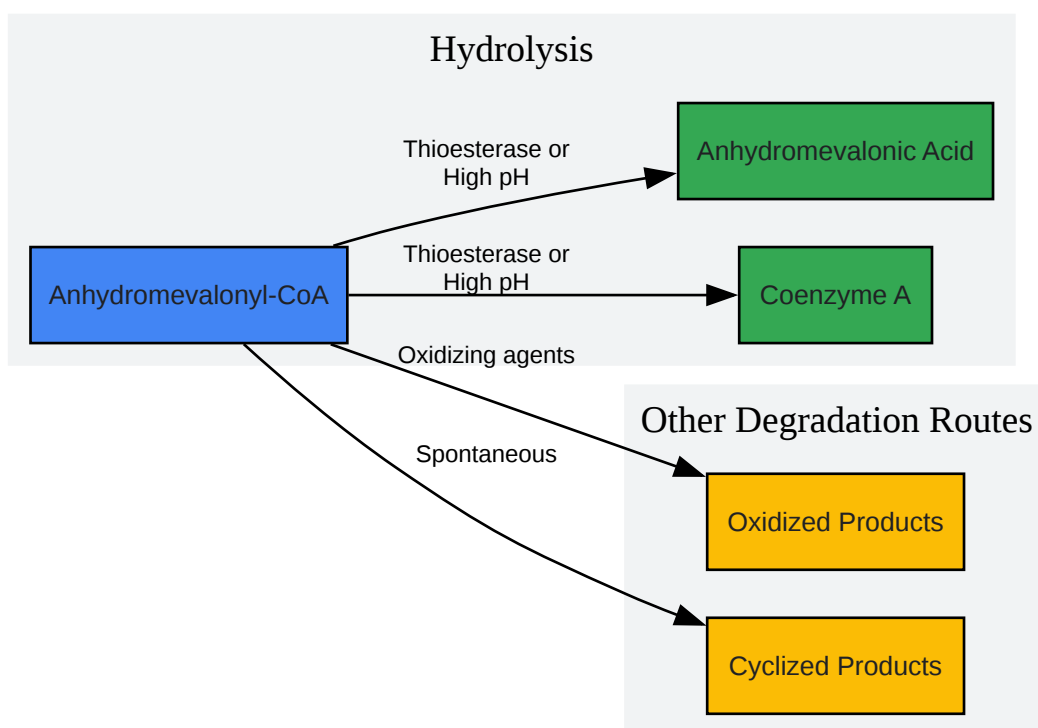 Hydrolysis
Thioesterase or
High pH
Anhydromevalonic Acid
Thioesterase or
High pH
Anhydromevalonyl-CoA
Coenzyme A
Oxidizing agents
Other Degradation Routes
Spontaneous
Oxidized Products
Cyclized Products